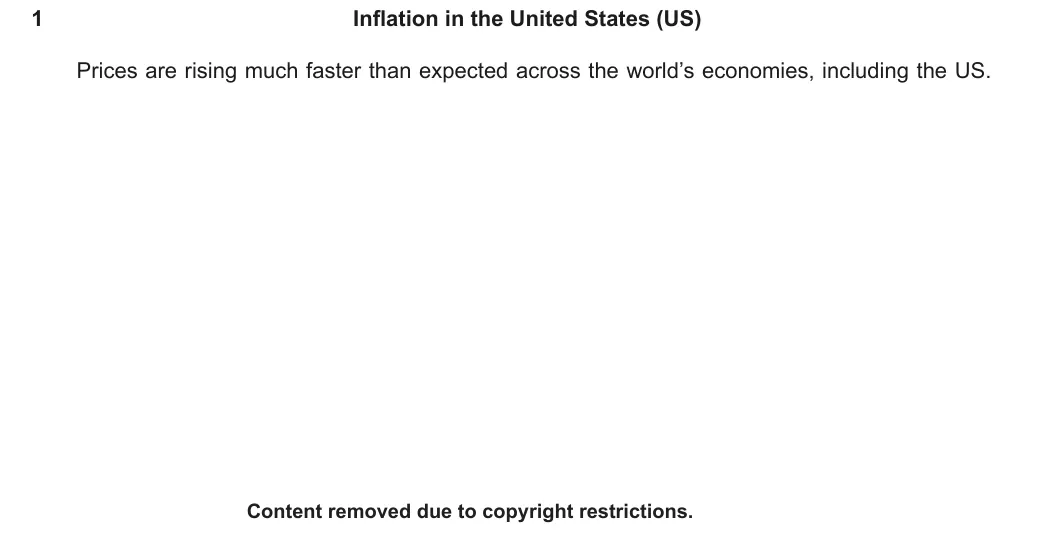 1 Inflation in the United States (US)
Prices are rising much faster than expected across the world’s economies, including the US.
Content removed due to copyright restrictions.